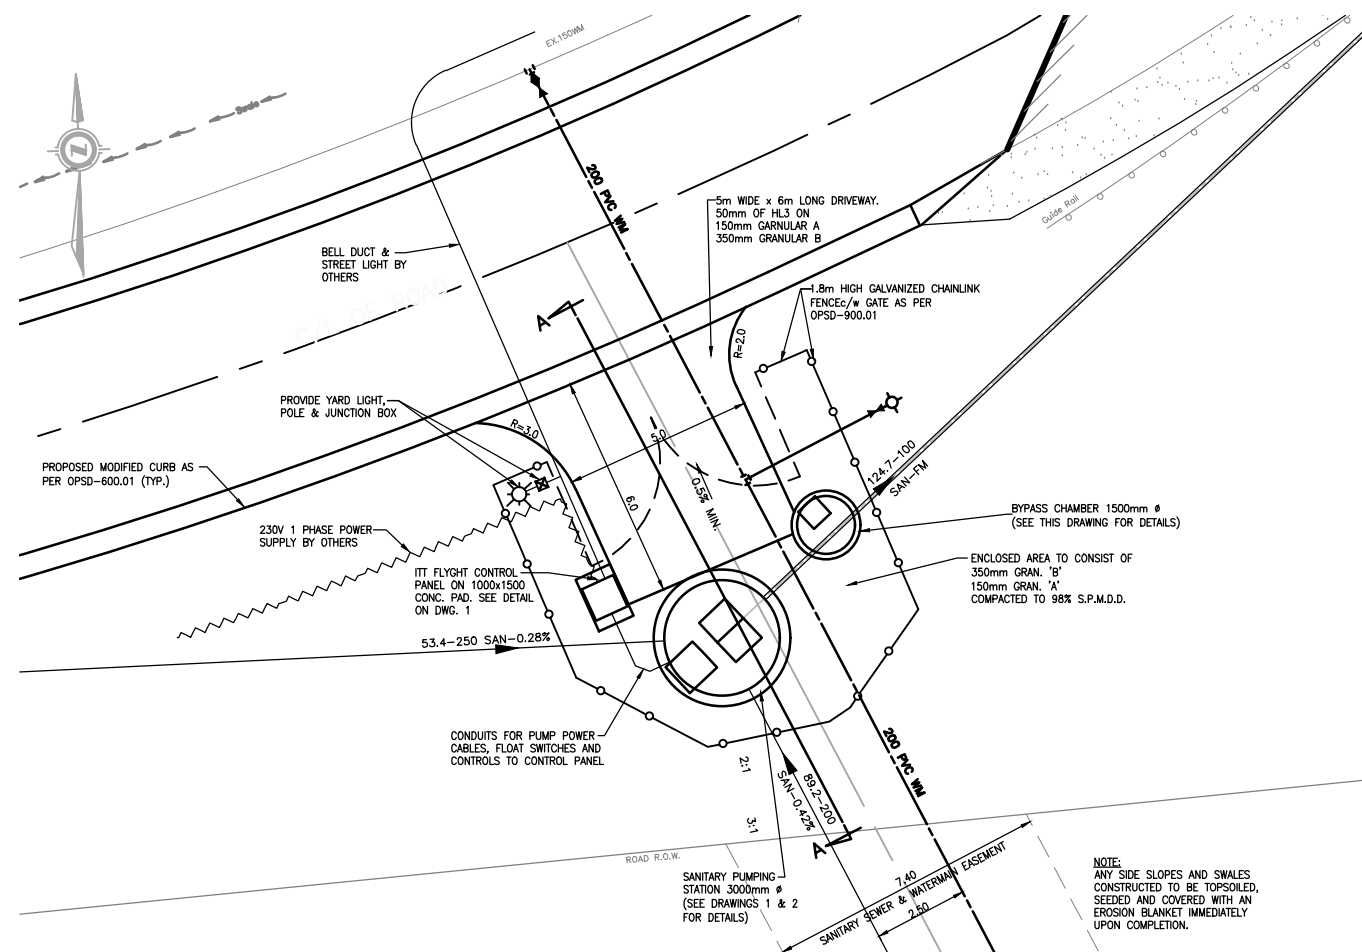 EX.150WM
Swale
N
200 PVC WM
5m WIDE x 6m LONG DRIVEWAY.
50mm OF HL3 ON
150mm GARNULAR A
350mm GRANULAR B
Guide Rail
BELL DUCT &
STREET LIGHT BY
OTHERS
C/L OF ROAD
1.8m HIGH GALVANIZED CHAINLINK
FENCEc/w GATE AS PER
OPSD-900.01
A
R=2.0
PROVIDE YARD LIGHT,
POLE & JUNCTION BOX
R=3.0
5.0
6.0
0.5% MIN.
124.7-100
SAN-FM
PROPOSED MODIFIED CURB AS
PER OPSD-600.01 (TYP.)
230V 1 PHASE POWER
SUPPLY BY OTHERS
BYPASS CHAMBER 1500mm ø
(SEE THIS DRAWING FOR DETAILS)
ITT FLYGHT CONTROL
PANEL ON 1000x1500
CONC. PAD. SEE DETAIL
ON DWG. 1
ENCLOSED AREA TO CONSIST OF
350mm GRAN. 'B'
150mm GRAN. 'A'
COMPACTED TO 98% S.P.M.D.D.
53.4-250 SAN-0.28%
CONDUITS FOR PUMP POWER
CABLES, FLOAT SWITCHES AND
CONTROLS TO CONTROL PANEL
200 PVC WM
2:1
3:1
89.2-200
SAN-0.42%
A
ROAD R.O.W.
SANITARY PUMPING
STATION 3000mm ø
(SEE DRAWINGS 1 & 2
FOR DETAILS)
7.40
SANITARY SEWER & WATERMAIN EASEMENT
2.50
NOTE:
ANY SIDE SLOPES AND SWALES
CONSTRUCTED TO BE TOPSOILED,
SEEDED AND COVERED WITH AN
EROSION BLANKET IMMEDIATELY
UPON COMPLETION.